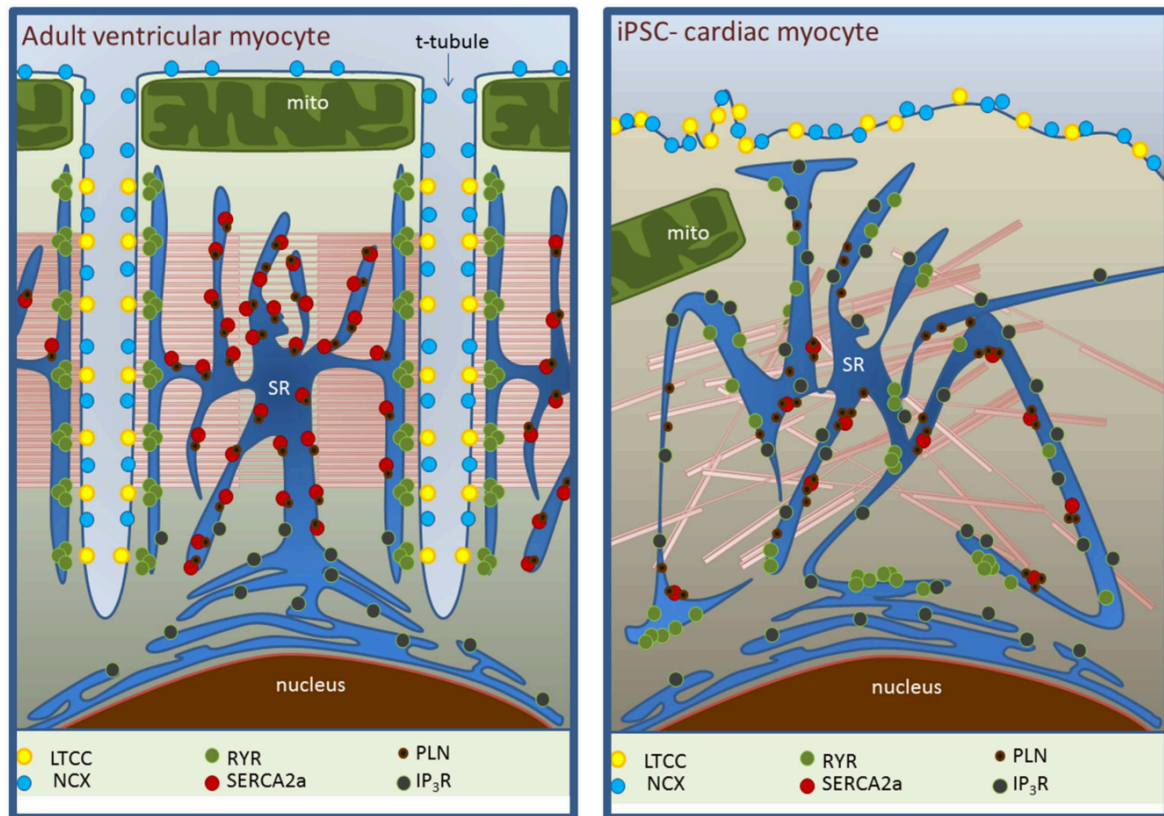 Adult ventricular myocyte
t-tubule
mito
SR
nucleus
LTCC
RYR
PLN
NCX
SERCA2a
IP₃R
iPSC- cardiac myocyte
mito
SR
nucleus
LTCC
RYR
PLN
NCX
SERCA2a
IP₃R